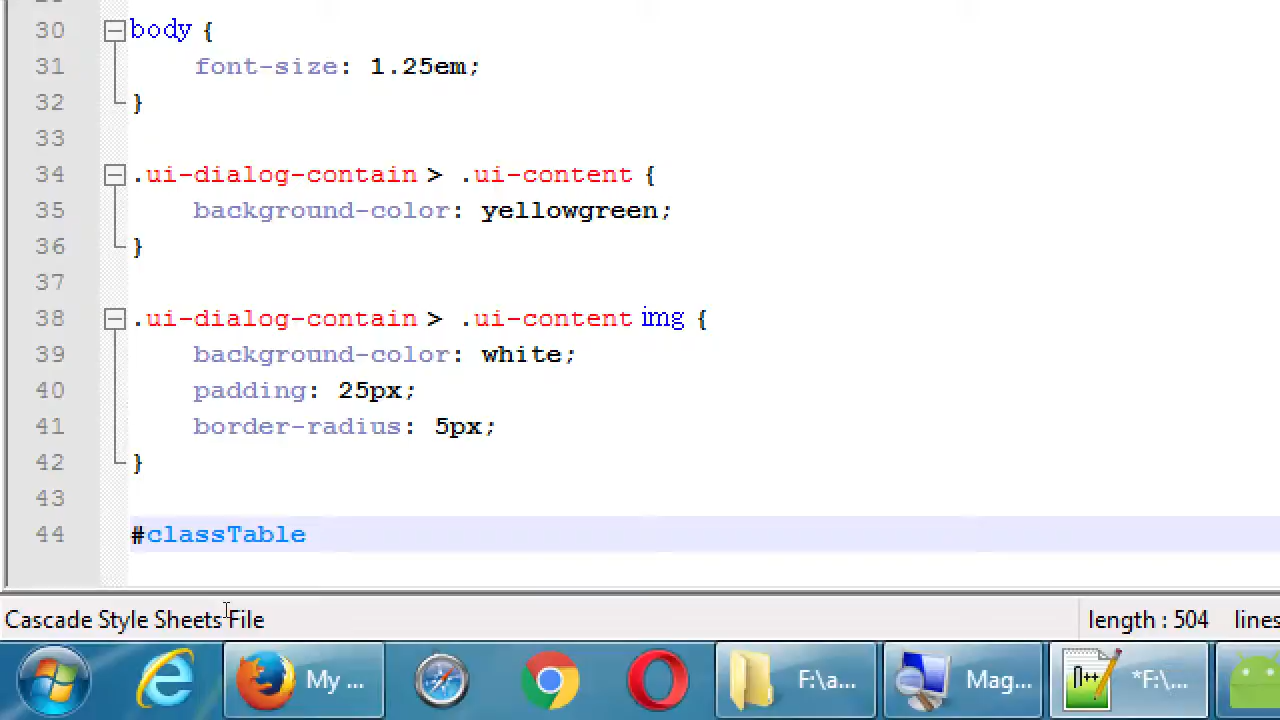 30 body {
31 font-size: 1.25em;
32 }
33
34 .ui-dialog-contain > .ui-content {
35 background-color: yellowgreen;
36 }
37
38 .ui-dialog-contain > .ui-content img {
39 background-color: white;
40 padding: 25px;
41 border-radius: 5px;
42 }
43
44 #classTable
Cascade Style Sheets File length : 504 lines
My ... F:\a... Mag... n++ *F:\...